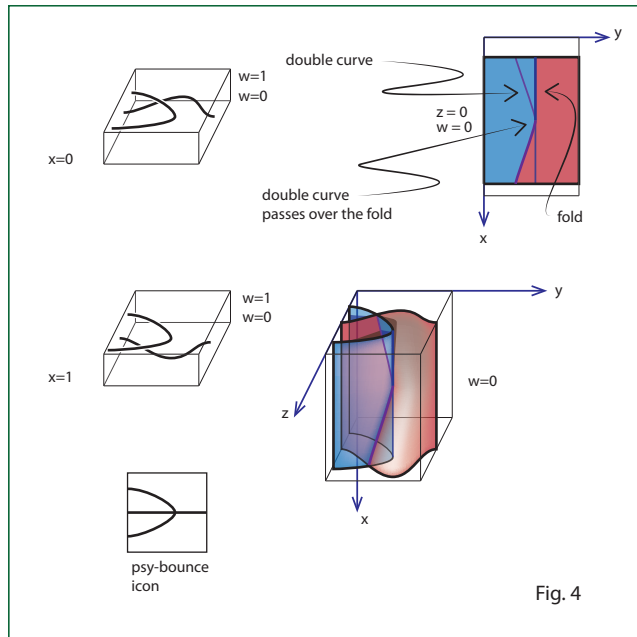 w=1
w=0
x=0
double curve
z=0
w=0
double curve
passes over the fold
fold
y
x
w=1
w=0
x=1
y
w=0
z
x
psy-bounce
icon
Fig. 4